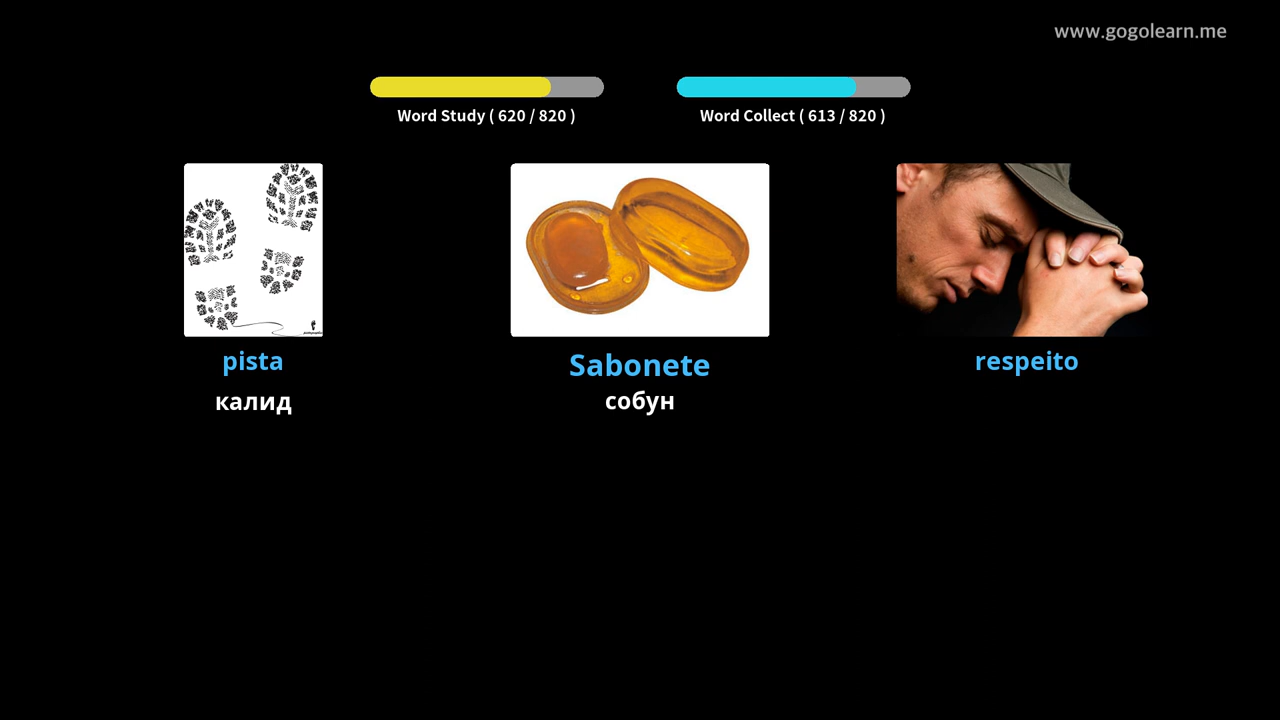 www.gogolearn.me
Word Study ( 620 / 820 )
Word Collect ( 613 / 820 )
pista
калид
Sabonete
собун
respeito